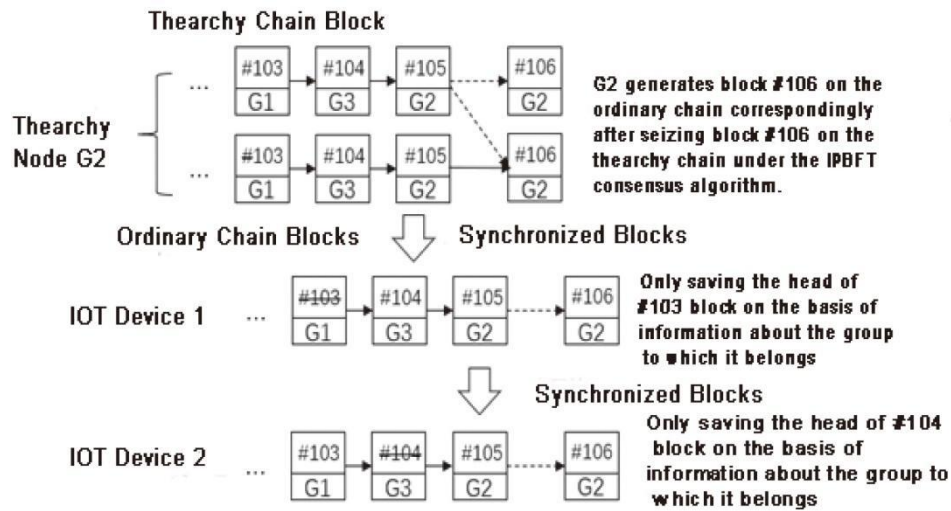 Thearchy Chain Block
... #103 #104 #105 #106
G1 G3 G2 G2
Thearchy
Node G2
... #103 #104 #105 #106
G1 G3 G2 G2
G2 generates block #106 on the
ordinary chain correspondingly
after seizing block #106 on the
thearchy chain under the IPBFT
consensus algorithm.
Ordinary Chain Blocks
Synchronized Blocks
IOT Device 1
... #103 #104 #105 #106
G1 G3 G2 G2
Only saving the head of
#103 block on the basis of
information about the group
to which it belongs
Synchronized Blocks
IOT Device 2
... #103 #104 #105 #106
G1 G3 G2 G2
Only saving the head of #104
block on the basis of
information about the group to
which it belongs